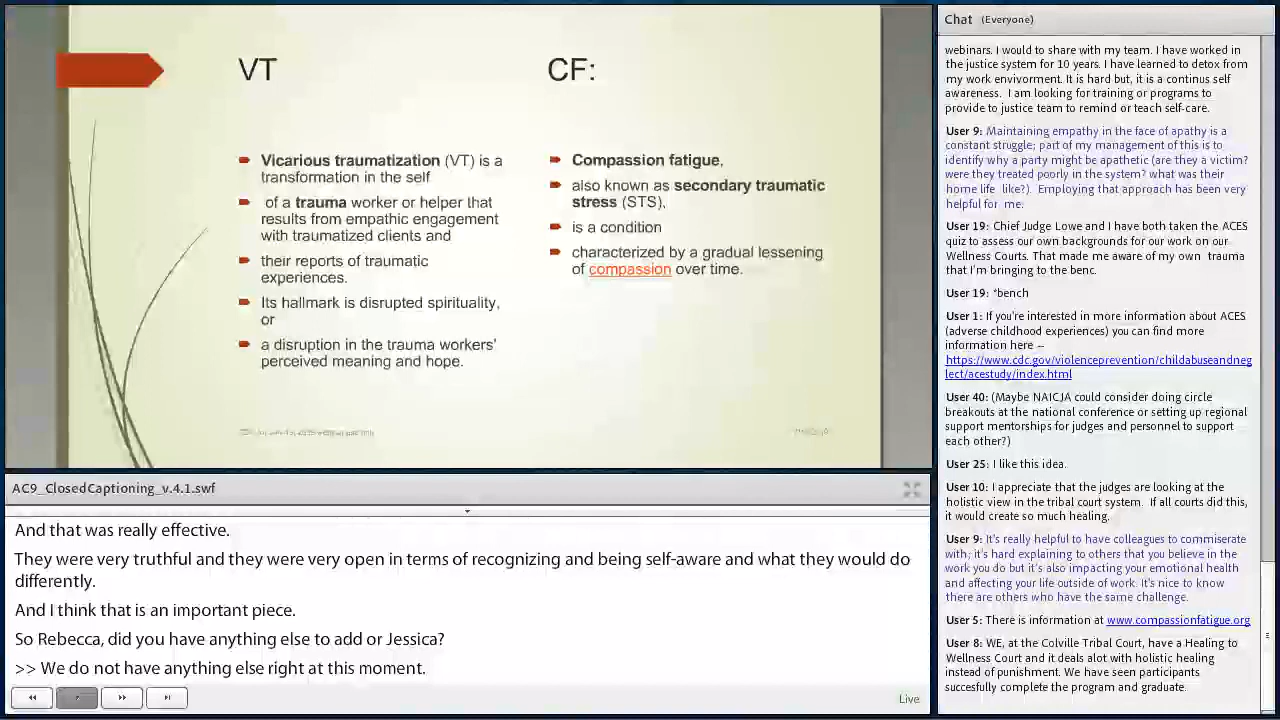 VT
CF:
Vicarious traumatization (VT) is a
transformation in the self
of a trauma worker or helper that
results from empathic engagement
with traumatized clients and
their reports of traumatic
experiences.
Its hallmark is disrupted spirituality,
or
a disruption in the trauma workers'
perceived meaning and hope.
Compassion fatigue,
also known as secondary traumatic
stress (STS),
is a condition
characterized by a gradual lessening
of compassion over time.
AC9_ClosedCaptioning_v.4.1.swf
And that was really effective.
They were very truthful and they were very open in terms of recognizing and being self-aware and what they would do
differently.
And I think that is an important piece.
So Rebecca, did you have anything else to add or Jessica?
>> We do not have anything else right at this moment.
Live
Chat (Everyone)
webinars. I would to share with my team. I have worked in
the justice system for 10 years. I have learned to detox from
my work envivorment. It is hard but, it is a continus self
awareness. I am looking for training or programs to
provide to justice team to remind or teach self-care.
User 9: Maintaining empathy in the face of apathy is a
constant struggle; part of my management of this is to
identify why a party might be apathetic (are they a victim?
were they treated poorly in the system? what was their
home life like?). Employing that approach has been very
helpful for me.
User 19: Chief Judge Lowe and I have both taken the ACES
quiz to assess our own backgrounds for our work on our
Wellness Courts. That made me aware of my own trauma
that I'm bringing to the benc.
User 19: *bench
User 1: If you're interested in more information about ACES
(adverse childhood experiences) you can find more
information here --
https://www.cdc.gov/violenceprevention/childabuseandneg
lect/acestudy/index.html
User 40: (Maybe NAICJA could consider doing circle
breakouts at the national conference or setting up regional
support mentorships for judges and personnel to support
each other?)
User 25: I like this idea.
User 10: I appreciate that the judges are looking at the
holistic view in the tribal court system. If all courts did this,
it would create so much healing.
User 9: It's really helpful to have colleagues to commiserate
with; it's hard explaining to others that you believe in the
work you do but it's also impacting your emotional health
and affecting your life outside of work. It's nice to know
there are others who have the same challenge.
User 5: There is information at www.compassionfatigue.org
User 8: WE, at the Colville Tribal Court, have a Healing to
Wellness Court and it deals alot with holistic healing
instead of punishment. We have seen participants
succesfully complete the program and graduate.